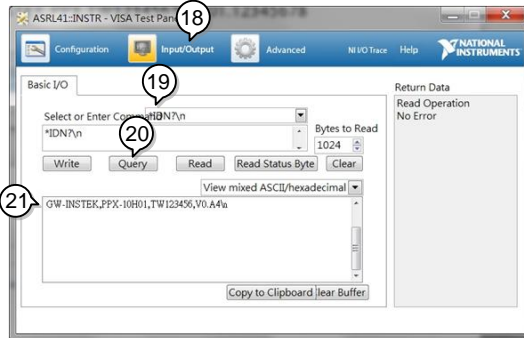 ASRL41::INSTR - VISA Test Pan
18
Configuration
Input/Output
Advanced
NI I/O Trace
Help
NATIONAL
INSTRUMENTS
Basic I/O
19
Select or Enter Command
*IDN?\n
*IDN?\n
20
Bytes to Read
1024
Write
Query
Read
Read Status Byte
Clear
View mixed ASCII/hexadecimal
21
GW-INSTEK,PPX-10H01,TW123456,V0.A4\n
Copy to Clipboard
lear Buffer
Return Data
Read Operation
No Error